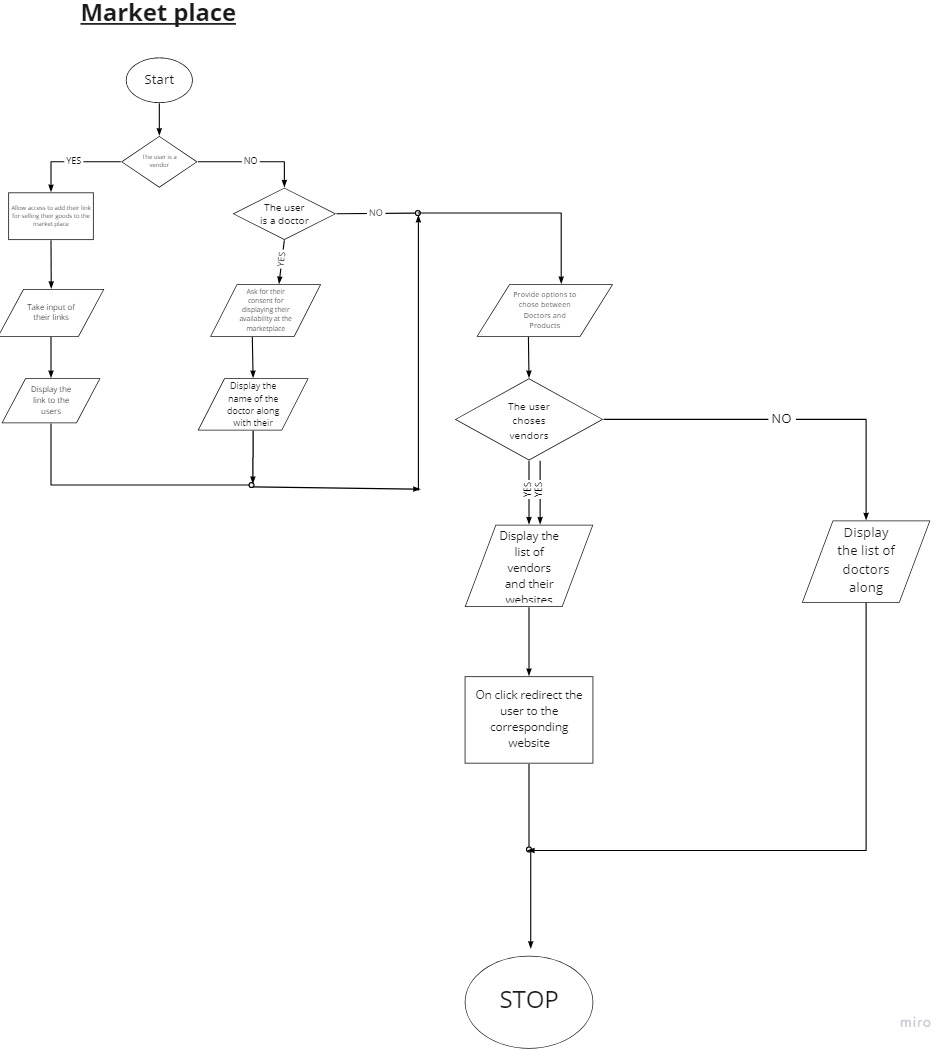 Market place
Start
The user is a
vendor
YES
NO
Allow access to add their link
for selling their goods to the
market place
The user
is a doctor
NO
YES
Take input of
their links
Ask for their
consent for
displaying their
availability at the
marketplace
Provide options to
chose between
Doctors and
Products
Display the
link to the
users
Display the
name of the
doctor along
with their
The user
choses
vendors
NO
YES
YES
Display the
list of
vendors
and their
websites
Display
the list of
doctors
along
On click redirect the
user to the
corresponding
website
STOP
miro